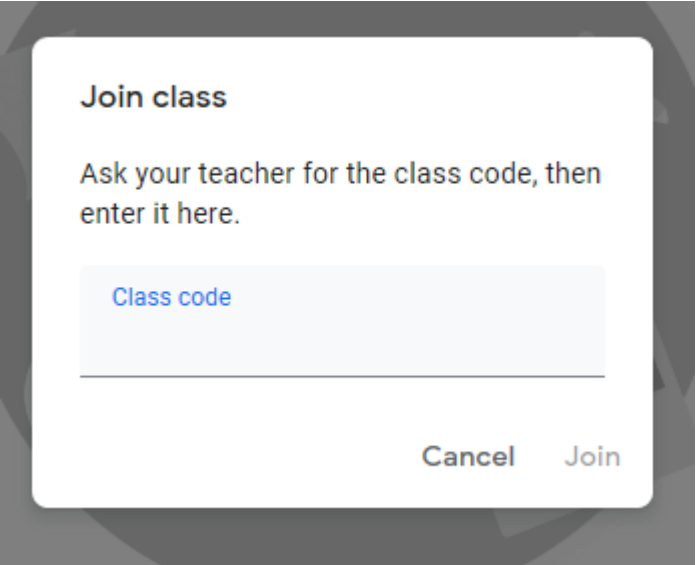 Join class
Ask your teacher for the class code, then
enter it here.
Class code
Cancel Join